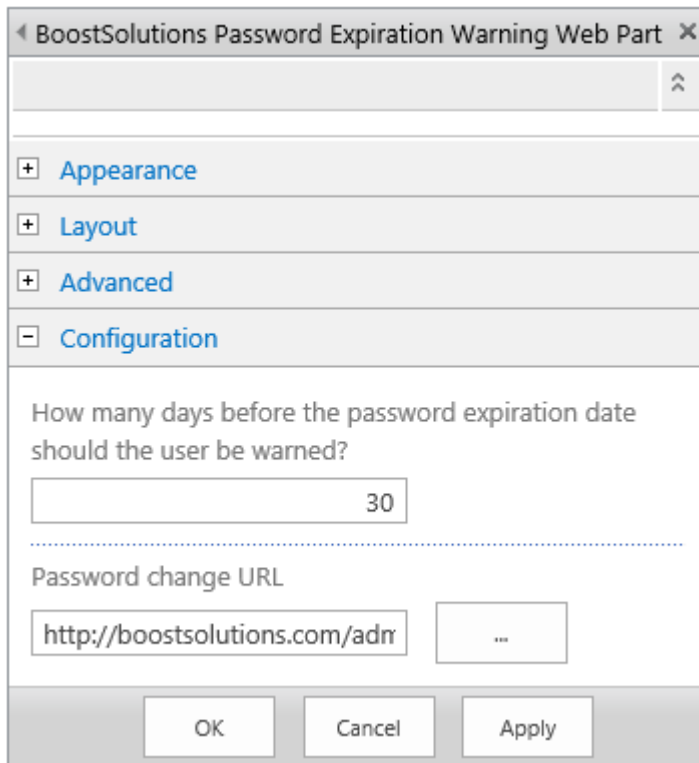 BoostSolutions Password Expiration Warning Web Part
Appearance
Layout
Advanced
Configuration
How many days before the password expiration date
should the user be warned?
30
Password change URL
http://boostsolutions.com/adm
...
OK Cancel Apply